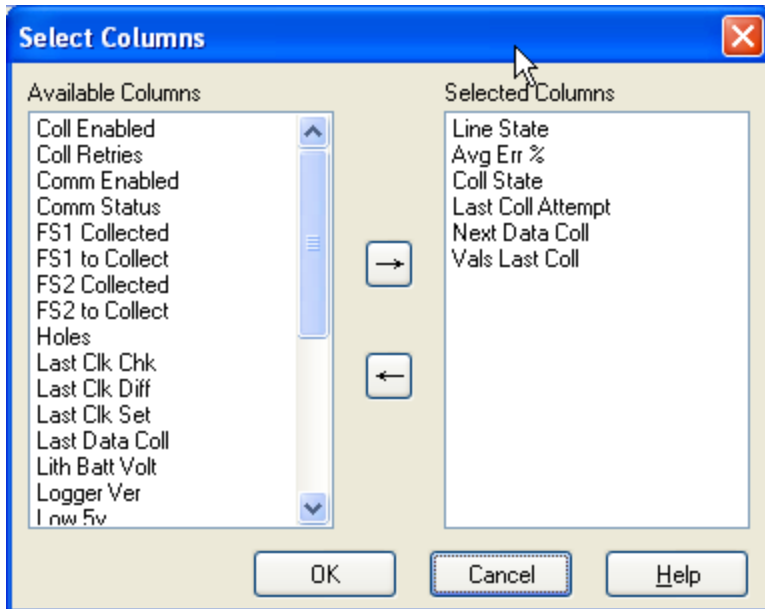 Select Columns
Available Columns
Coll Enabled
Coll Retries
Comm Enabled
Comm Status
FS1 Collected
FS1 to Collect
FS2 Collected
FS2 to Collect
Holes
Last Clk Chk
Last Clk Diff
Last Clk Set
Last Data Coll
Lith Batt Volt
Logger Ver
Low 5v
Selected Columns
Line State
Avg Err %
Coll State
Last Coll Attempt
Next Data Coll
Vals Last Coll
OK
Cancel
Help